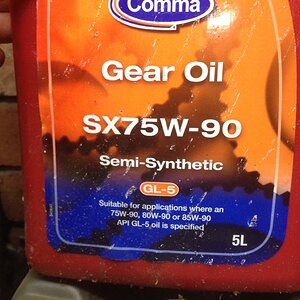 Comma
Gear Oil
SX75W-90
Semi-Synthetic
GL-5
Suitable for applications where an
75W-90, 80W-90 or 85W-90
API GL-5 oil is specified
5L